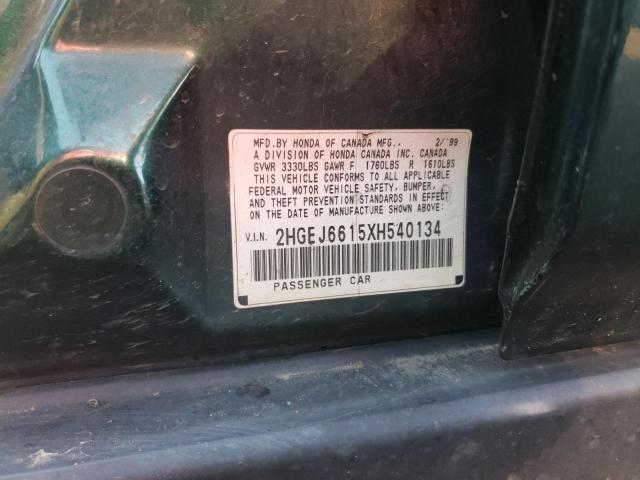 MFD.BY HONDA OF CANADA MFG., 2/'99
A DIVISION OF HONDA CANADA INC. CANADA
GVWR 3330LBS GAWR F 1760LBS R 1610LBS
THIS VEHICLE CONFORMS TO ALL APPLICABLE
FEDERAL MOTOR VEHICLE SAFETY, BUMPER,
AND THEFT PREVENTION STANDARDS IN EFFECT
ON THE DATE OF MANUFACTURE SHOWN ABOVE.
V.I.N. 2HGEJ6615XH540134
PASSENGER CAR